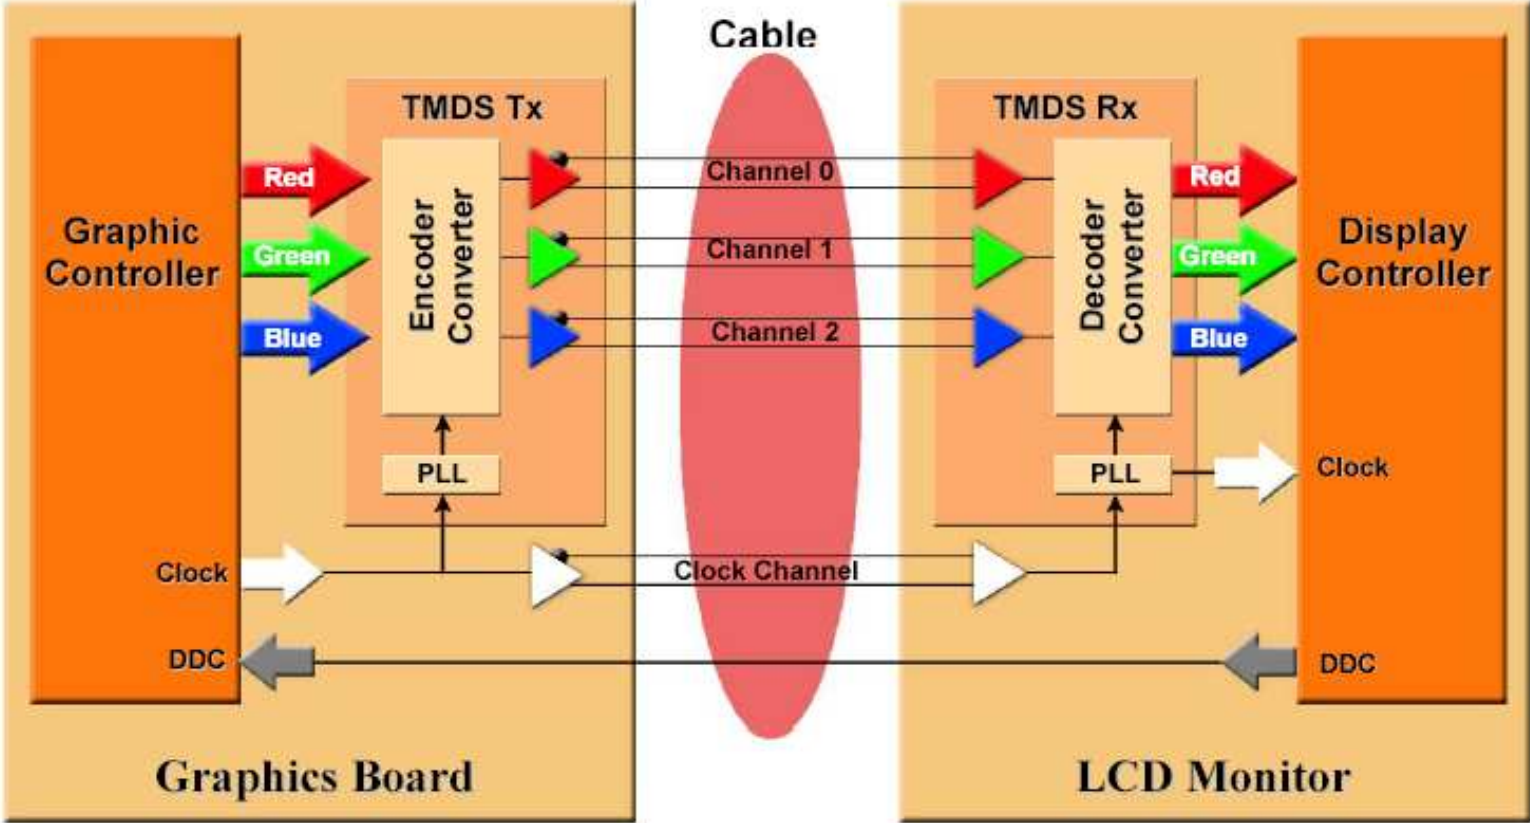 Cable
TMDS Tx
TMDS Rx
Red
Channel 0
Red
Graphic
Controller
Green
Encoder
Converter
Channel 1
Decoder
Converter
Green
Display
Controller
Blue
Channel 2
Blue
PLL
PLL
Clock
Clock
Clock Channel
DDC
DDC
Graphics Board
LCD Monitor